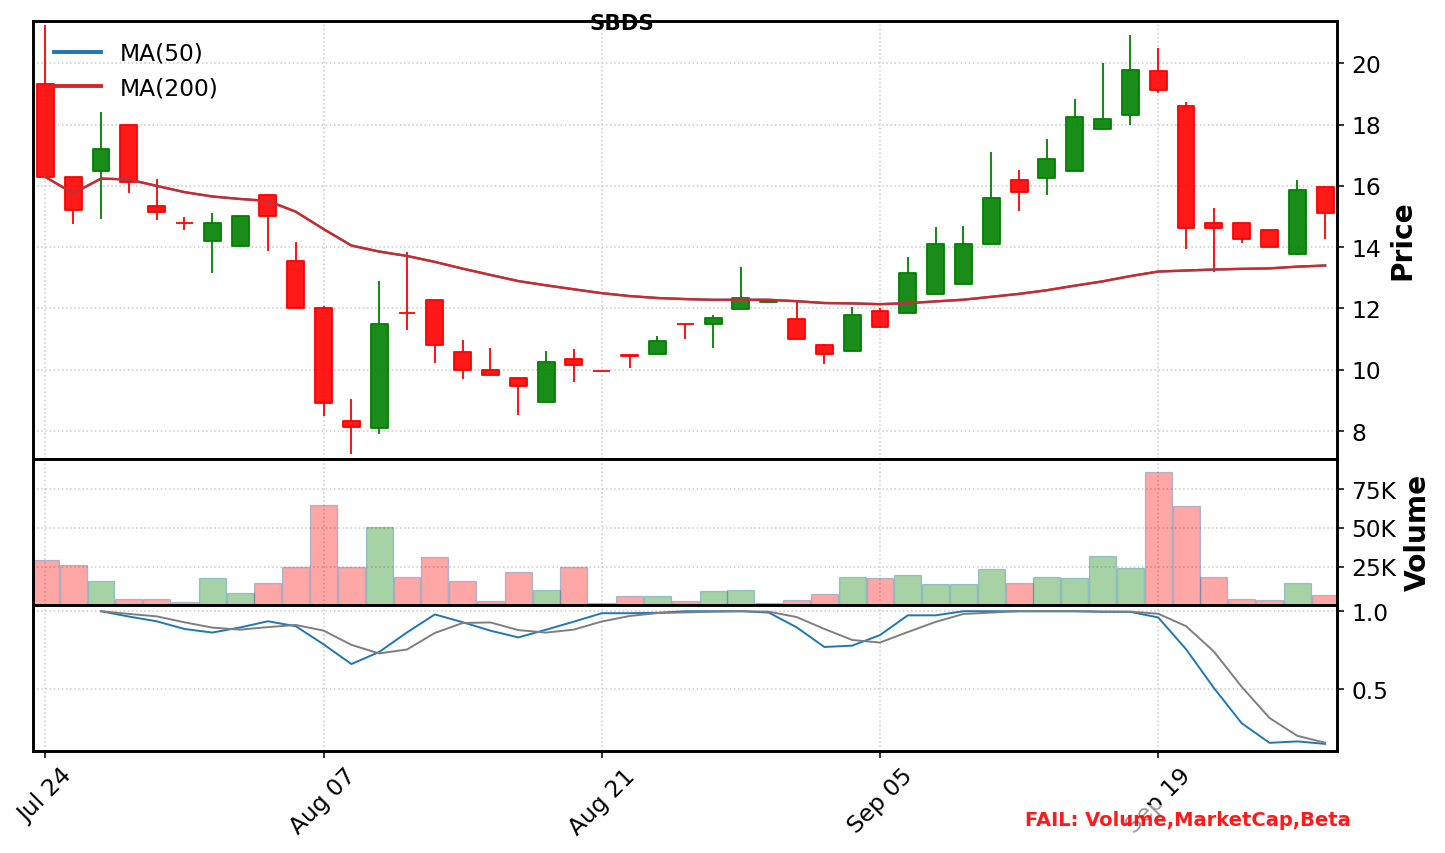 SBDS
MA(50)
MA(200)
20
18
16
14
12
10
8
Price
75K
50K
25K
Volume
1.0
0.5
Jul 24
Aug 07
Aug 21
Sep 05
Sep 19
FAIL: Volume,MarketCap,Beta